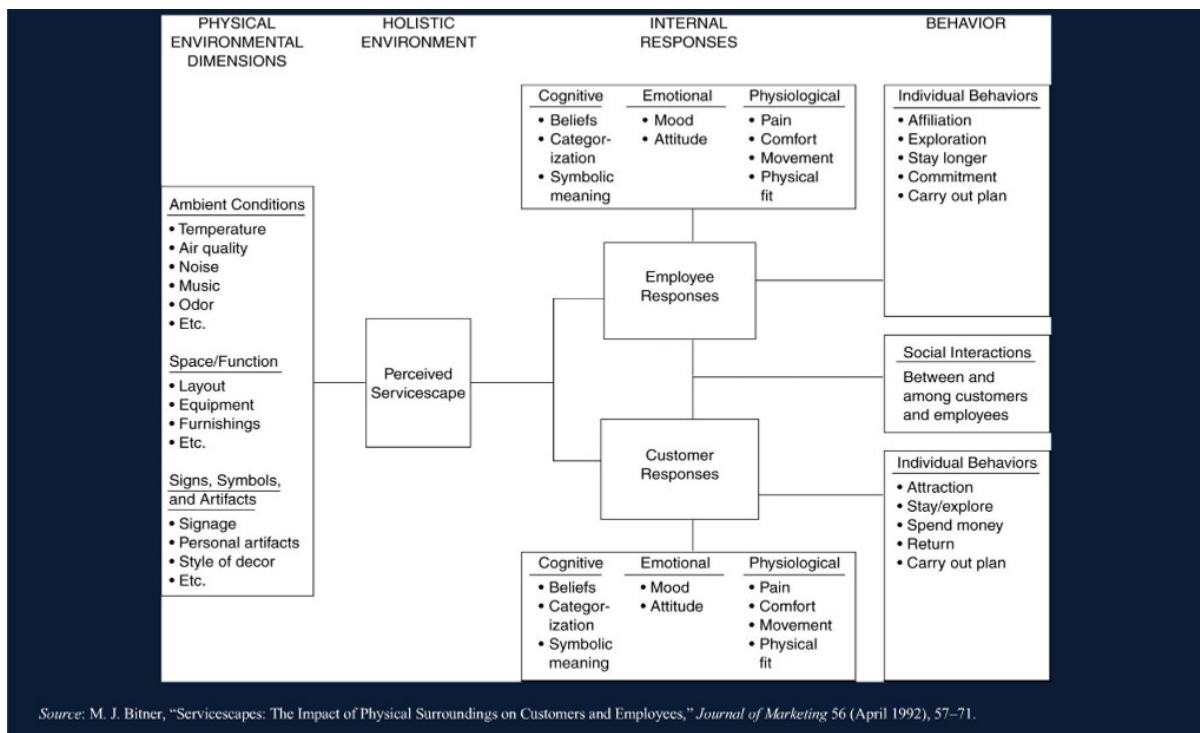 PHYSICAL
ENVIRONMENTAL
DIMENSIONS
HOLISTIC
ENVIRONMENT
INTERNAL
RESPONSES
BEHAVIOR
Ambient Conditions
• Temperature
• Air quality
• Noise
• Music
• Odor
• Etc.
Space/Function
• Layout
• Equipment
• Furnishings
• Etc.
Signs, Symbols,
and Artifacts
• Signage
• Personal artifacts
• Style of decor
• Etc.
Perceived
Servicescape
Cognitive
• Beliefs
• Categor-
ization
• Symbolic
meaning
Emotional
• Mood
• Attitude
Physiological
• Pain
• Comfort
• Movement
• Physical
fit
Employee
Responses
Customer
Responses
Cognitive
• Beliefs
• Categor-
ization
• Symbolic
meaning
Emotional
• Mood
• Attitude
Physiological
• Pain
• Comfort
• Movement
• Physical
fit
Individual Behaviors
• Affiliation
• Exploration
• Stay longer
• Commitment
• Carry out plan
Social Interactions
Between and
among customers
and employees
Individual Behaviors
• Attraction
• Stay/explore
• Spend money
• Return
• Carry out plan
Source: M. J. Bitner, “Servicescapes: The Impact of Physical Surroundings on Customers and Employees,” Journal of Marketing 56 (April 1992), 57–71.